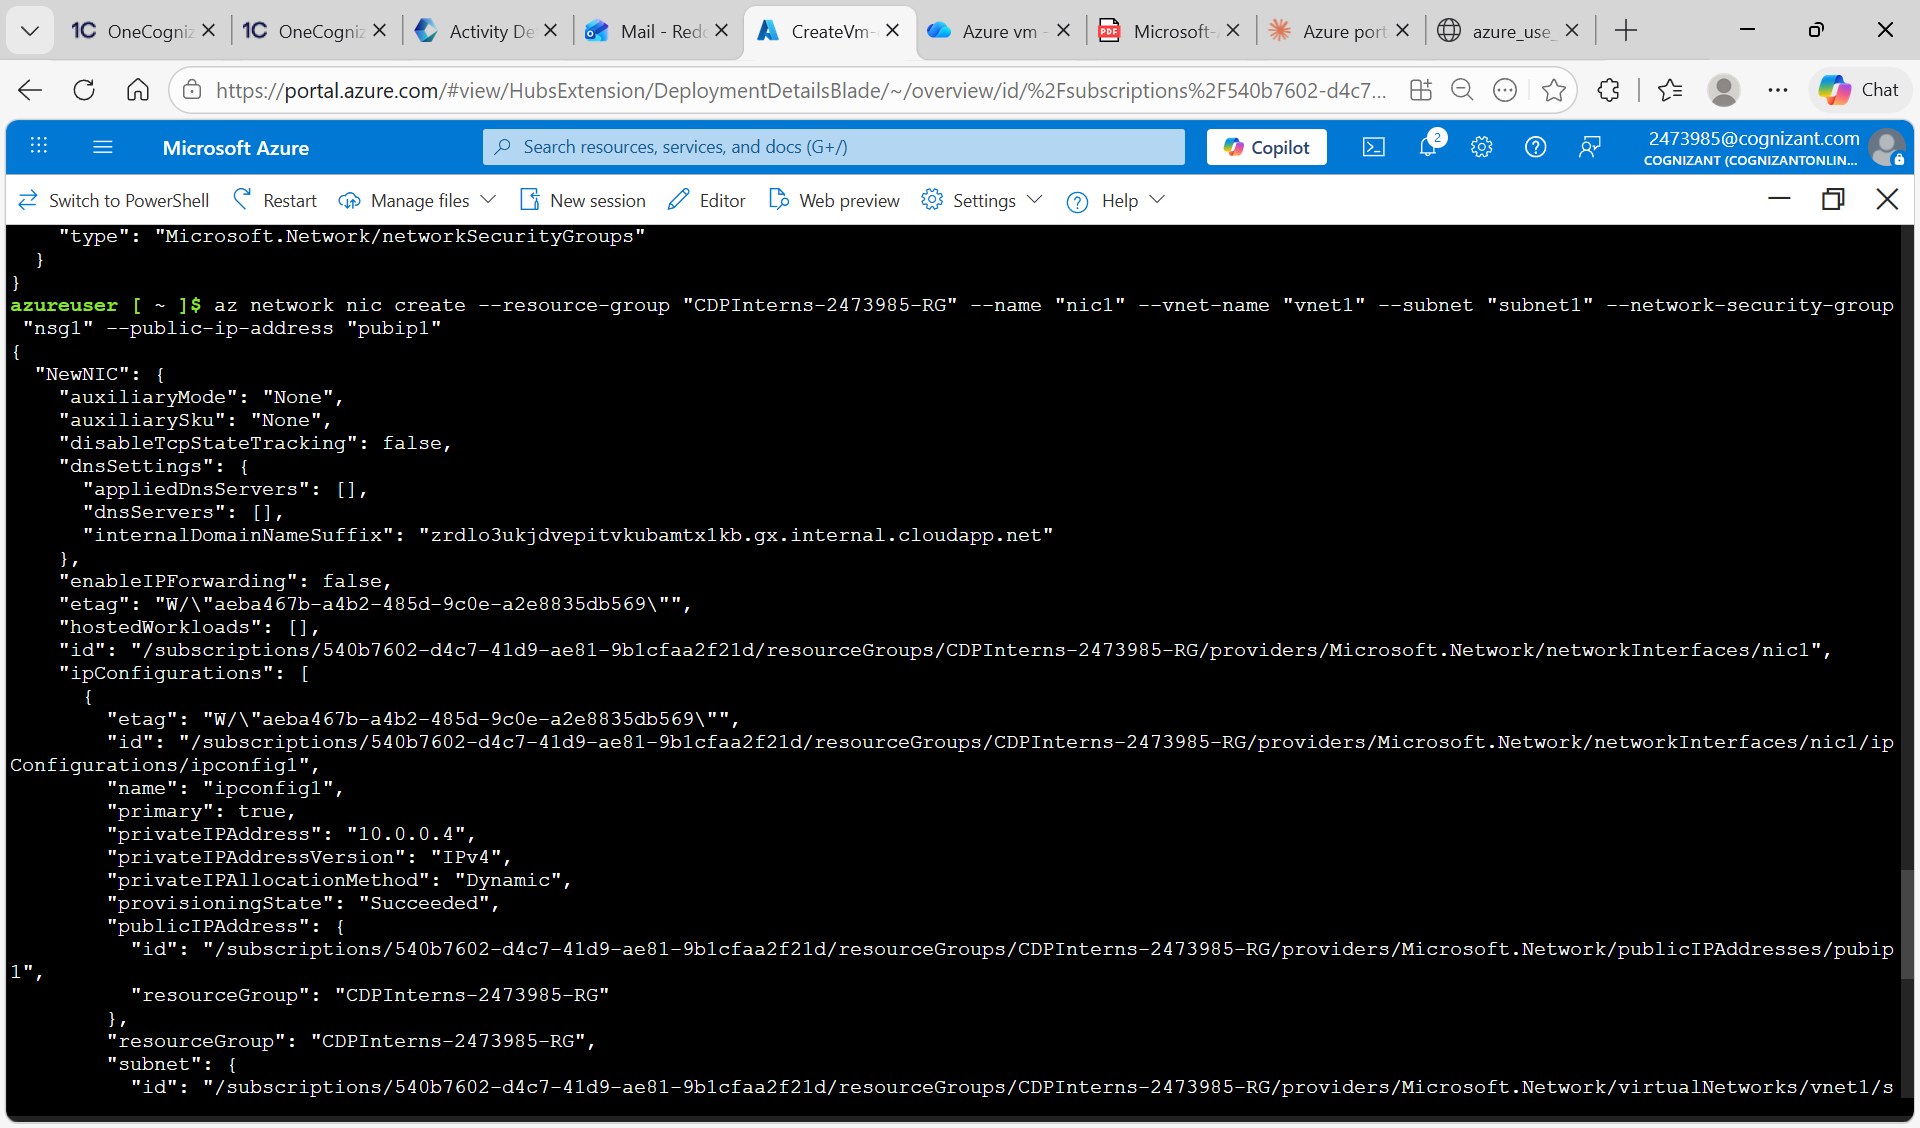 OneCogniz
OneCogniz
Activity De
Mail - Redc
CreateVm-
Azure vm -
Microsoft-
Azure port
azure_use_
https://portal.azure.com/#view/HubsExtension/DeploymentDetailsBlade/~/overview/id/%2Fsubscriptions%2F540b7602-d4c7...
Chat
Microsoft Azure
Search resources, services, and docs (G+/)
Copilot
2
2473985@cognizant.com
COGNIZANT (COGNIZANTONLIN...
Switch to PowerShell
Restart
Manage files
New session
Editor
Web preview
Settings
Help
"type": "Microsoft.Network/networkSecurityGroups"
}
}
azureuser [ ~ ]$ az network nic create --resource-group "CDPInterns-2473985-RG" --name "nic1" --vnet-name "vnet1" --subnet "subnet1" --network-security-group
"nsg1" --public-ip-address "pubip1"
{
"NewNIC": {
"auxiliaryMode": "None",
"auxiliarySku": "None",
"disableTcpStateTracking": false,
"dnsSettings": {
"appliedDnsServers": [],
"dnsServers": [],
"internalDomainNameSuffix": "zrdlo3ukjdvepitvkubamtx1kb.gx.internal.cloudapp.net"
},
"enableIPForwarding": false,
"etag": "W/\"aeba467b-a4b2-485d-9c0e-a2e8835db569\"",
"hostedWorkloads": [],
"id": "/subscriptions/540b7602-d4c7-41d9-ae81-9b1cfaa2f21d/resourceGroups/CDPInterns-2473985-RG/providers/Microsoft.Network/networkInterfaces/nic1",
"ipConfigurations": [
{
"etag": "W/\"aeba467b-a4b2-485d-9c0e-a2e8835db569\"",
"id": "/subscriptions/540b7602-d4c7-41d9-ae81-9b1cfaa2f21d/resourceGroups/CDPInterns-2473985-RG/providers/Microsoft.Network/networkInterfaces/nic1/ip
Configurations/ipconfig1",
"name": "ipconfig1",
"primary": true,
"privateIPAddress": "10.0.0.4",
"privateIPAddressVersion": "IPv4",
"privateIPAllocationMethod": "Dynamic",
"provisioningState": "Succeeded",
"publicIPAddress": {
"id": "/subscriptions/540b7602-d4c7-41d9-ae81-9b1cfaa2f21d/resourceGroups/CDPInterns-2473985-RG/providers/Microsoft.Network/publicIPAddresses/pubip
1",
"resourceGroup": "CDPInterns-2473985-RG"
},
"resourceGroup": "CDPInterns-2473985-RG",
"subnet": {
"id": "/subscriptions/540b7602-d4c7-41d9-ae81-9b1cfaa2f21d/resourceGroups/CDPInterns-2473985-RG/providers/Microsoft.Network/virtualNetworks/vnet1/s